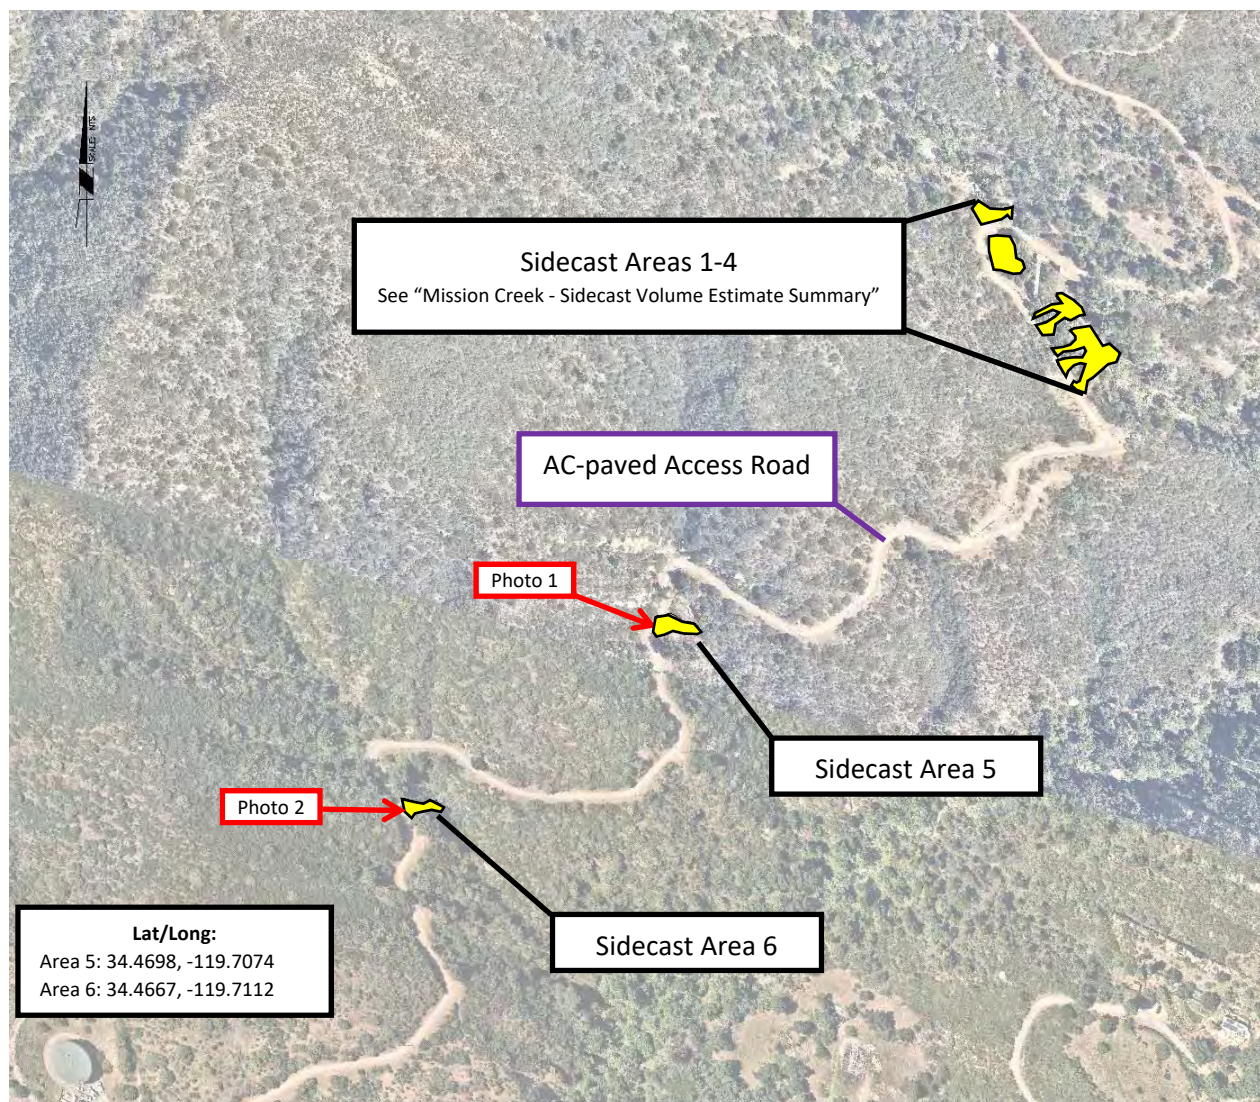 SCALE: NTS
Sidecast Areas 1-4
See “Mission Creek - Sidecast Volume Estimate Summary”
AC-paved Access Road
Photo 1
Sidecast Area 5
Photo 2
Sidecast Area 6
Lat/Long:
Area 5: 34.4698, -119.7074
Area 6: 34.4667, -119.7112